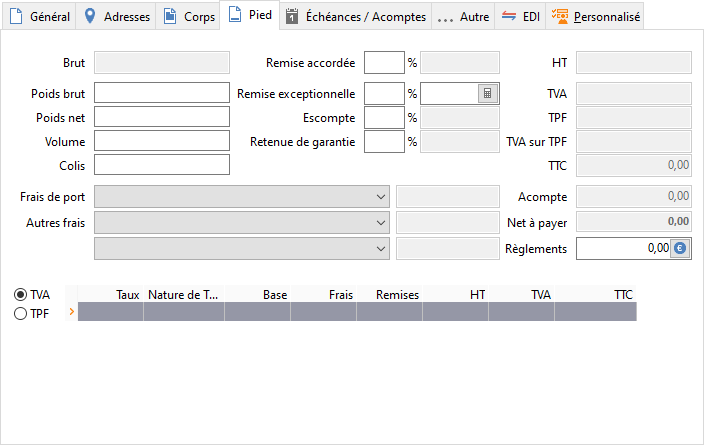 Général Adresses Corps Pied Échéances / Acomptes ... Autre EDI Personnalisé
Brut Remise accordée % HT
Poids brut Remise exceptionnelle % TVA
Poids net Escompte % TPF
Volume Retenue de garantie % TVA sur TPF
Colis TTC 0,00
Frais de port Acompte 0,00
Autres frais Net à payer 0,00
Règlements 0,00 €
TVA Taux Nature de T... Base Frais Remises HT TVA TTC
TPF